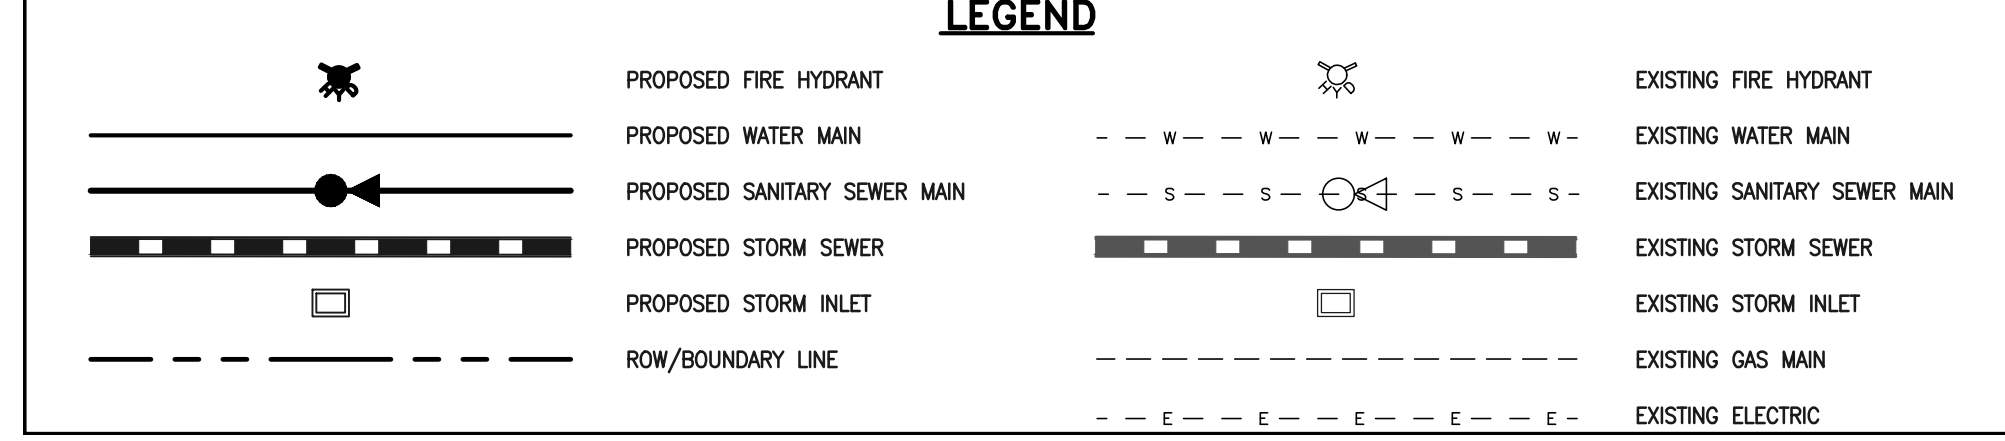 LEGEND
PROPOSED FIRE HYDRANT
EXISTING FIRE HYDRANT
PROPOSED WATER MAIN
W W W W W
EXISTING WATER MAIN
PROPOSED SANITARY SEWER MAIN
S S S S S
EXISTING SANITARY SEWER MAIN
PROPOSED STORM SEWER
EXISTING STORM SEWER
PROPOSED STORM INLET
EXISTING STORM INLET
ROW/BOUNDARY LINE
EXISTING GAS MAIN
E E E E E
EXISTING ELECTRIC